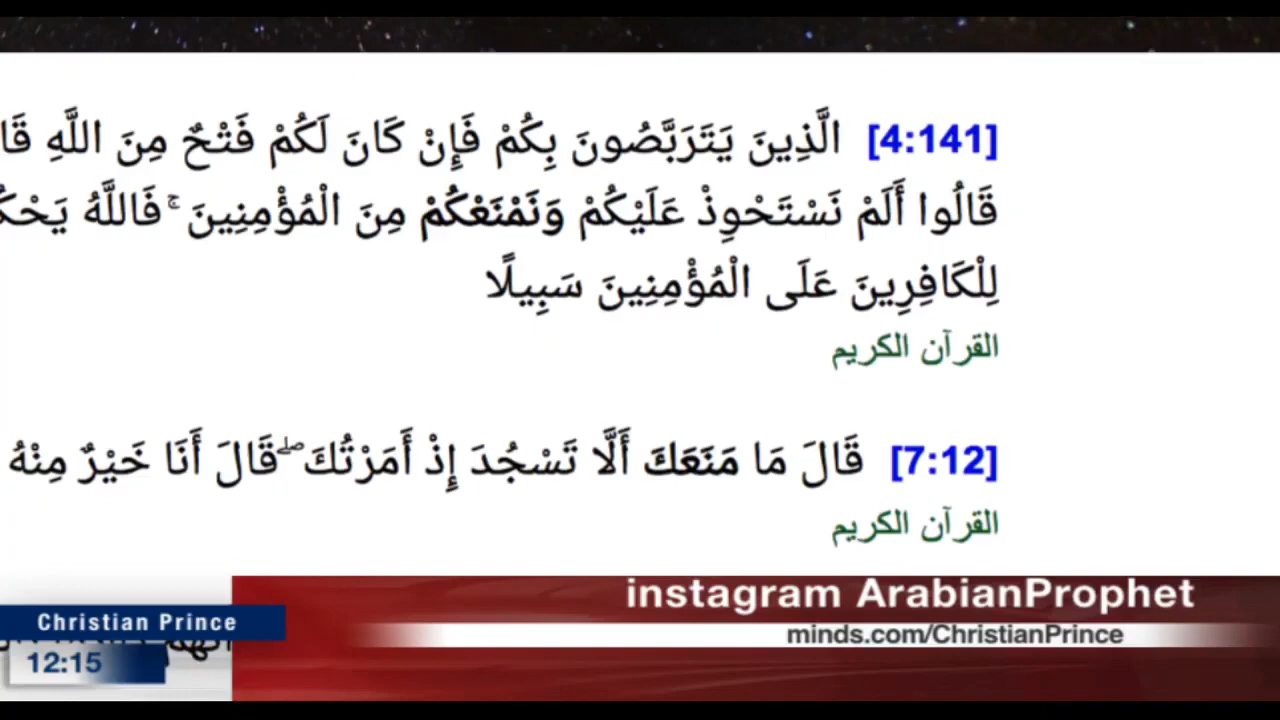 [4:141] الَّذِينَ يَتَرَبَّصُونَ بِكُمْ فَإِنْ كَانَ لَكُمْ فَتْحٌ مِنَ اللَّهِ
قَالُوا أَلَمْ نَسْتَحْوِذْ عَلَيْكُمْ وَنَمْنَعْكُمْ مِنَ الْمُؤْمِنِينَ ۚ فَاللَّهُ
لِلْكَافِرِينَ عَلَى الْمُؤْمِنِينَ سَبِيلًا
القرآن الكريم
[7:12] قَالَ مَا مَنَعَكَ أَلَّا تَسْجُدَ إِذْ أَمَرْتُكَ ۖ قَالَ أَنَا خَيْرٌ مِنْهُ
القرآن الكريم
instagram ArabianProphet
Christian Prince
minds.com/ChristianPrince
12:15